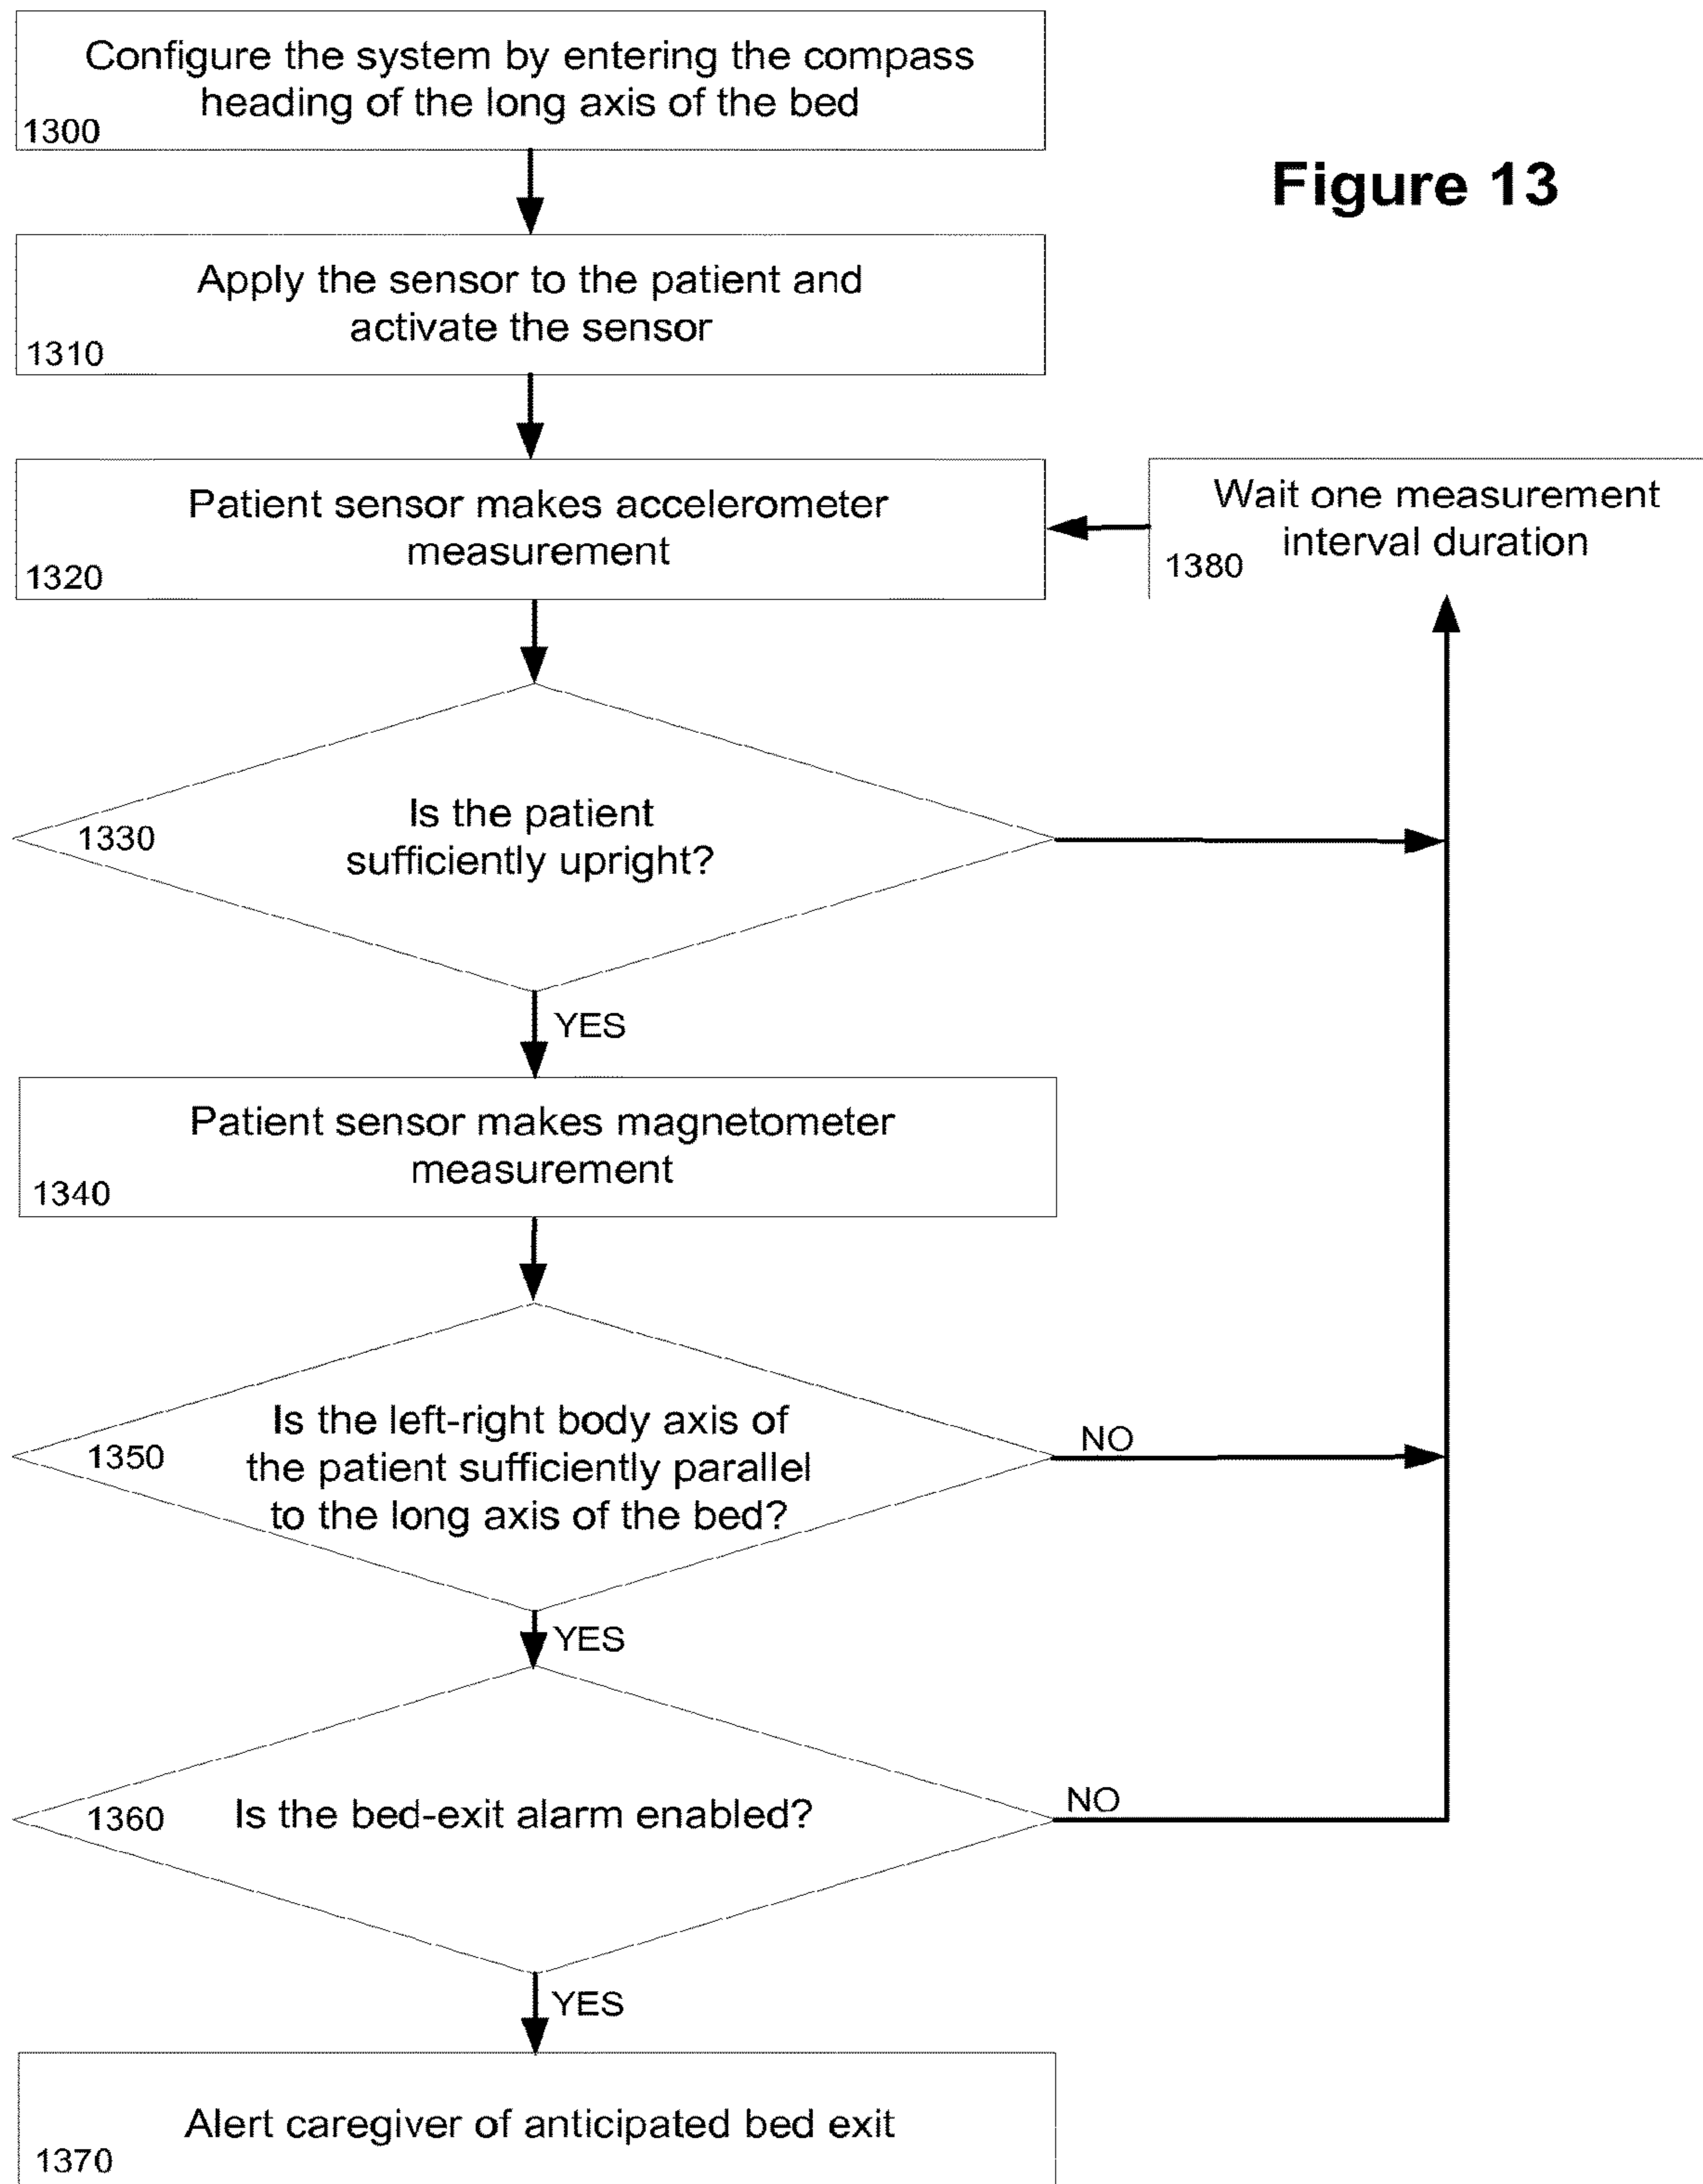 Configure the system by entering the compass
heading of the long axis of the bed
1300
Figure 13
Apply the sensor to the patient and
activate the sensor
1310
Patient sensor makes accelerometer
measurement
1320
Wait one measurement
interval duration
1380
Is the patient
sufficiently upright?
1330
YES
Patient sensor makes magnetometer
measurement
1340
Is the left-right body axis of
the patient sufficiently parallel
to the long axis of the bed?
1350
NO
YES
Is the bed-exit alarm enabled?
1360
NO
YES
Alert caregiver of anticipated bed exit
1370